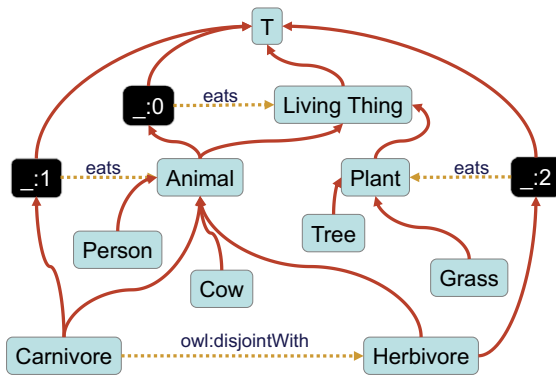 T
_:0
eats
Living Thing
_:1
eats
Animal
Plant
eats
_:2
Person
Tree
Cow
Grass
Carnivore
owl:disjointWith
Herbivore